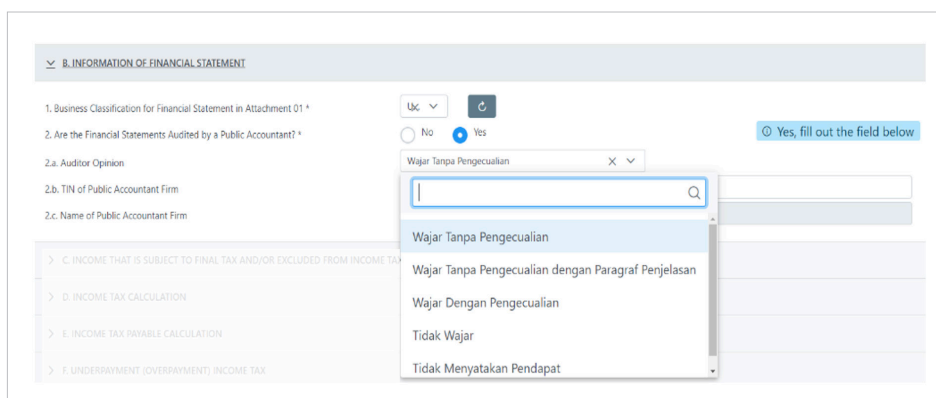 B. INFORMATION OF FINANCIAL STATEMENT
1. Business Classification for Financial Statement in Attachment 01 *
2. Are the Financial Statements Audited by a Public Accountant? *
No Yes
Yes, fill out the field below
2.a. Auditor Opinion
Wajar Tanpa Pengecualian
2.b. TIN of Public Accountant Firm
2.c. Name of Public Accountant Firm
Wajar Tanpa Pengecualian
Wajar Tanpa Pengecualian dengan Paragraf Penjelasan
Wajar Dengan Pengecualian
Tidak Wajar
Tidak Menyatakan Pendapat
C. INCOME THAT IS SUBJECT TO FINAL TAX AND/OR EXCLUDED FROM INCOME TAX
D. INCOME TAX CALCULATION
E. INCOME TAX PAYABLE CALCULATION
F. UNDERPAYMENT (OVERPAYMENT) INCOME TAX